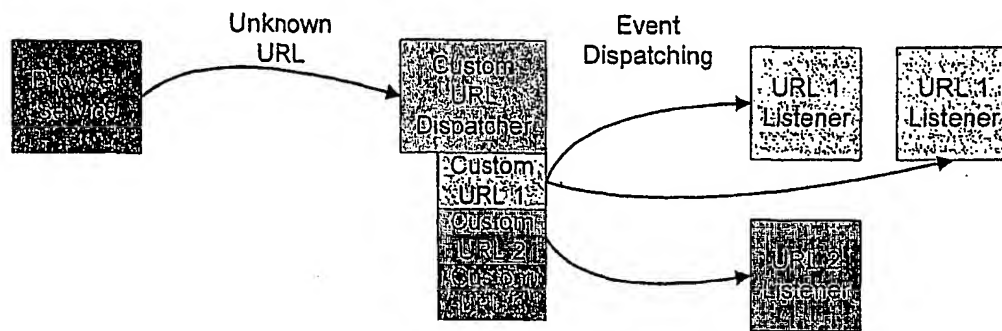 Unknown
URL
Event
Dispatching
Browser
service
Custom
URL
Dispatcher
URL 1
Listener
URL 1
Listener
Custom
URL 1
Custom
URL 2
Custom
URL 2
Listener